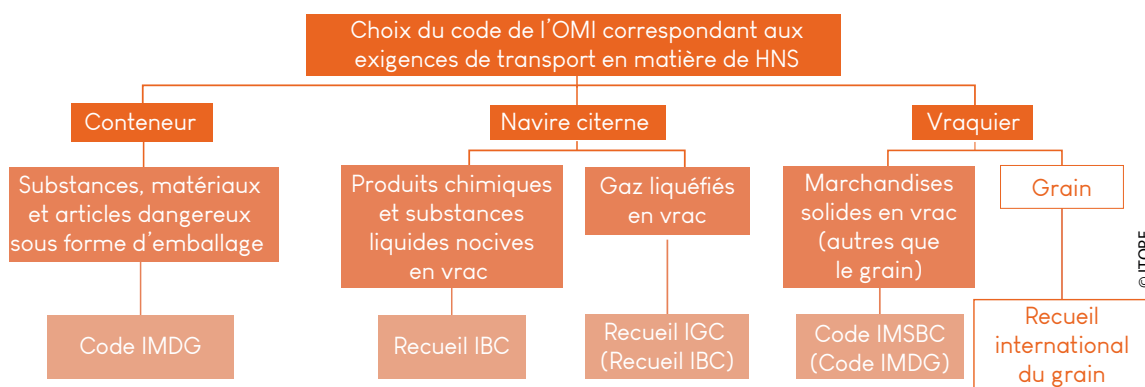 Choix du code de l'OMI correspondant aux
exigences de transport en matière de HNS
Conteneur
Navire citerne
Vraquier
Substances, matériaux
et articles dangereux
sous forme d'emballage
Produits chimiques
et substances
liquides nocives
en vrac
Gaz liquéfiés
en vrac
Marchandises
solides en vrac
(autres que
le grain)
Grain
Code IMDG
Recueil IBC
Recueil IGC
(Recueil IBC)
Code IMSBC
(Code IMDG)
Recueil
international
du grain
© ITOPF